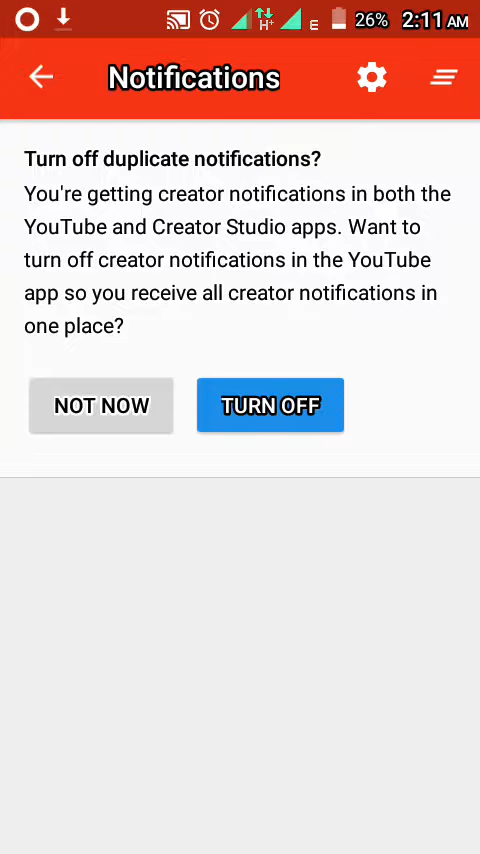 H+ E 26% 2:11 AM
Notifications
Turn off duplicate notifications?
You're getting creator notifications in both the
YouTube and Creator Studio apps. Want to
turn off creator notifications in the YouTube
app so you receive all creator notifications in
one place?
NOT NOW TURN OFF